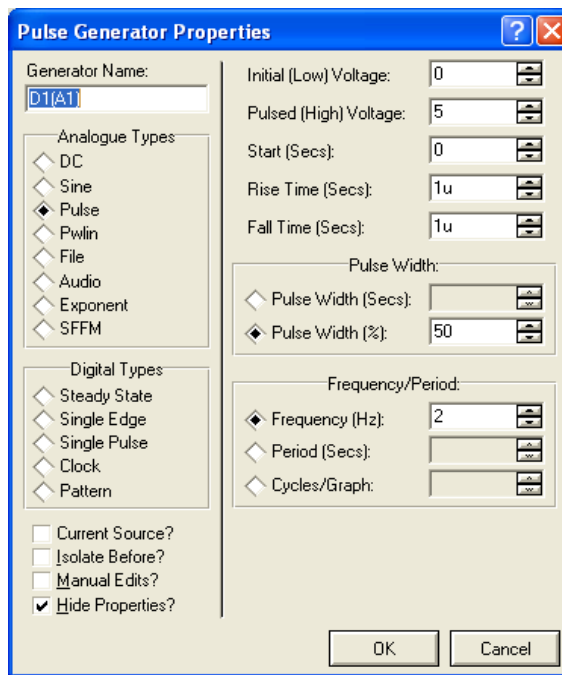 Pulse Generator Properties
Generator Name:
D1(A1)
Analogue Types
DC
Sine
Pulse
Pwlin
File
Audio
Exponent
SFFM
Digital Types
Steady State
Single Edge
Single Pulse
Clock
Pattern
Current Source?
Isolate Before?
Manual Edits?
Hide Properties?
Initial (Low) Voltage: 0
Pulsed (High) Voltage: 5
Start (Secs): 0
Rise Time (Secs): 1u
Fall Time (Secs): 1u
Pulse Width:
Pulse Width (Secs):
Pulse Width (%): 50
Frequency/Period:
Frequency (Hz): 2
Period (Secs):
Cycles/Graph:
OK
Cancel